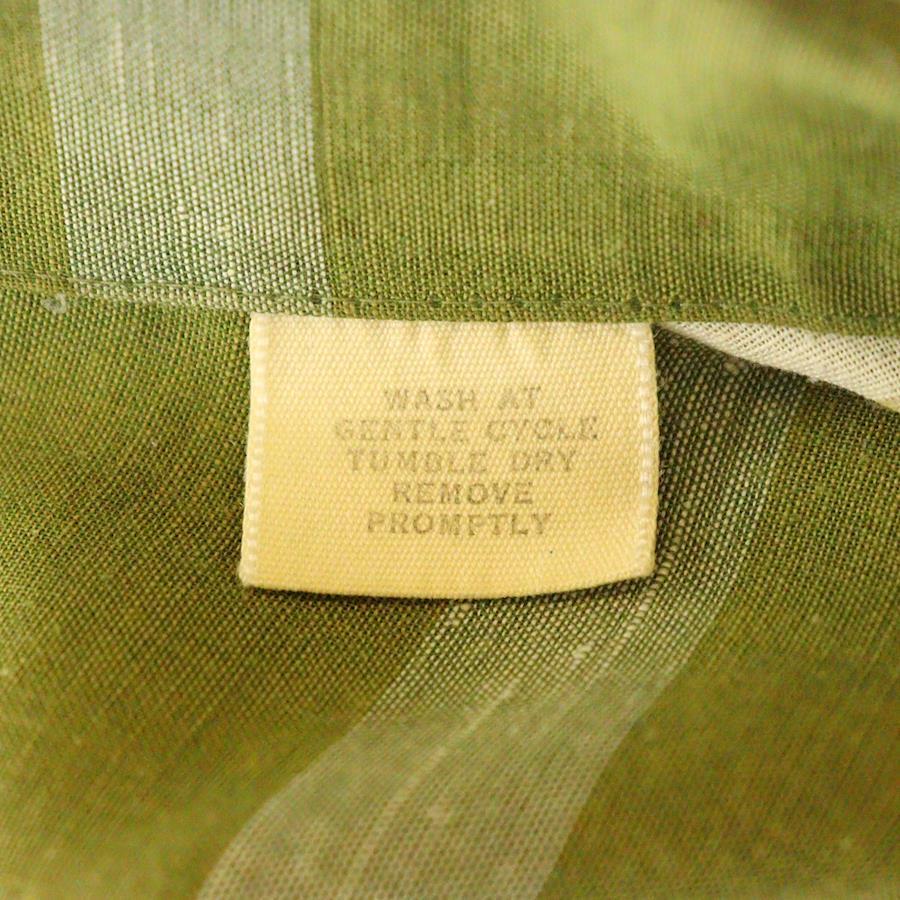 WASH AT
GENTLE CYCLE
TUMBLE DRY
REMOVE
PROMPTLY